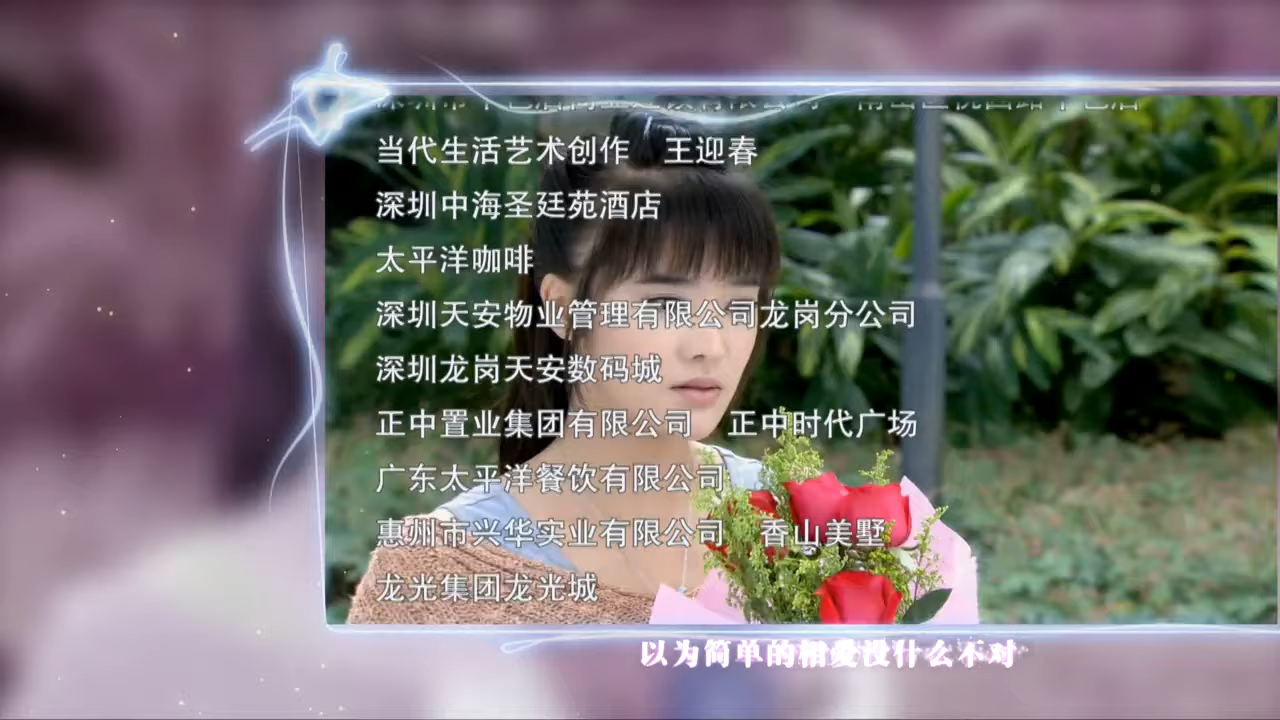 当代生活艺术创作 王迎春
深圳中海圣廷苑酒店
太平洋咖啡
深圳天安物业管理有限公司龙岗分公司
深圳龙岗天安数码城
正中置业集团有限公司 正中时代广场
广东太平洋餐饮有限公司
惠州市兴华实业有限公司 香山美墅
龙光集团龙光城
以为简单的相爱没什么不对